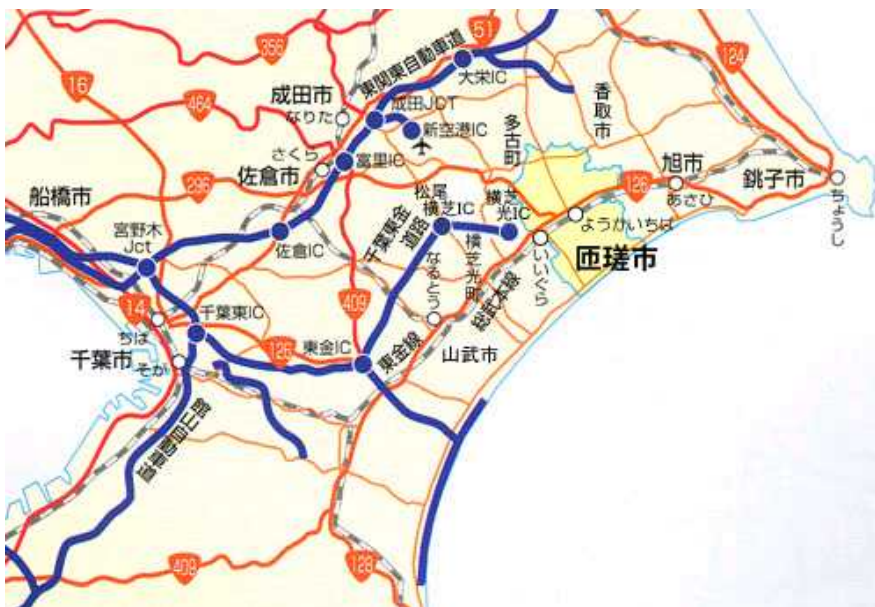 356
51
124
16
東関東自動車道
大栄IC
464
成田市
なりた
成田JCT
新空港IC
香取市
多古町
さくら
佐倉市
富里IC
296
船橋市
旭市
あさひ
126
銚子市
ちょうし
松尾
横芝IC
横芝
光IC
ようかいちば
宮野木
Jct
佐倉IC
千葉東金
道路
横芝光町
なるとう
いいぐら
匝瑳市
総武本線
14
千葉東IC
409
ちば
千葉市
そが
126
東金IC
東金線
山武市
館山自動車道
409
128